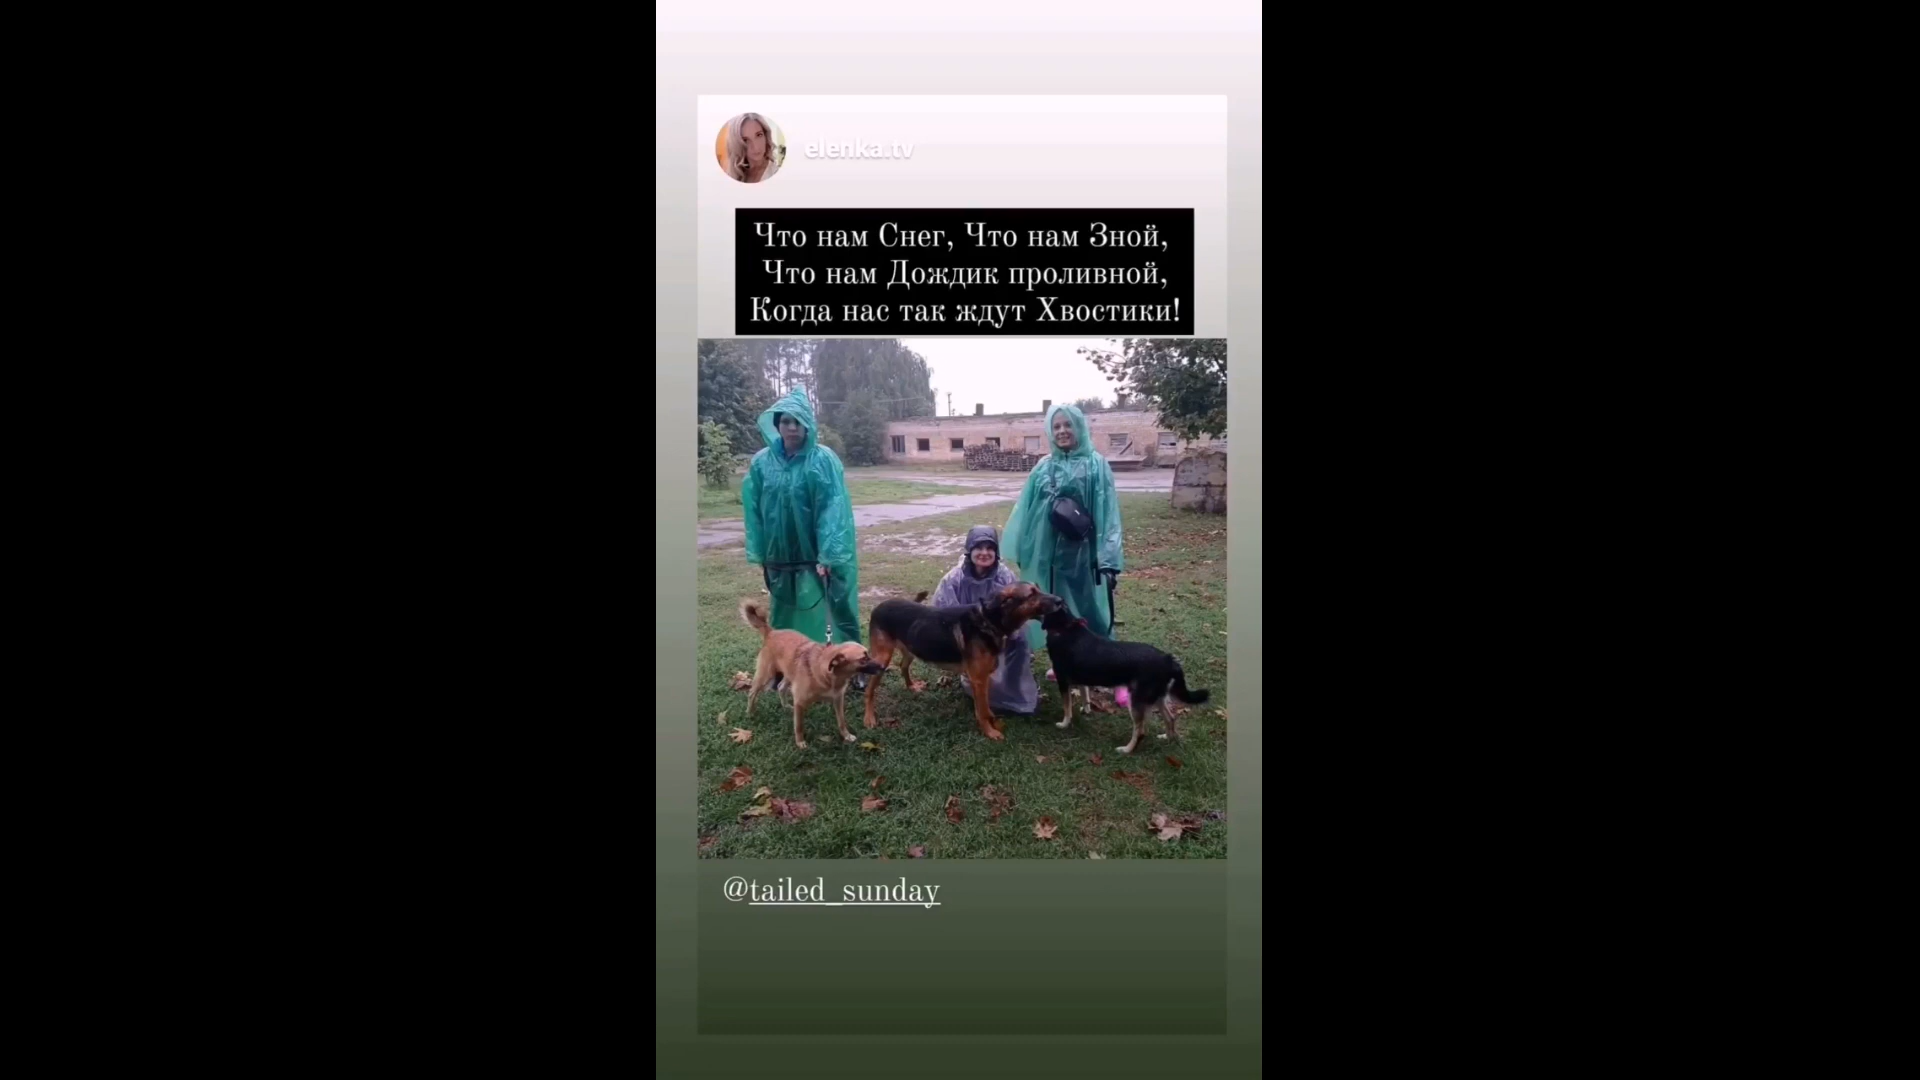 elenka.tv
Что нам Снег, Что нам Зной,
Что нам Дождик проливной,
Когда нас так ждут Хвостики!
@tailed_sunday